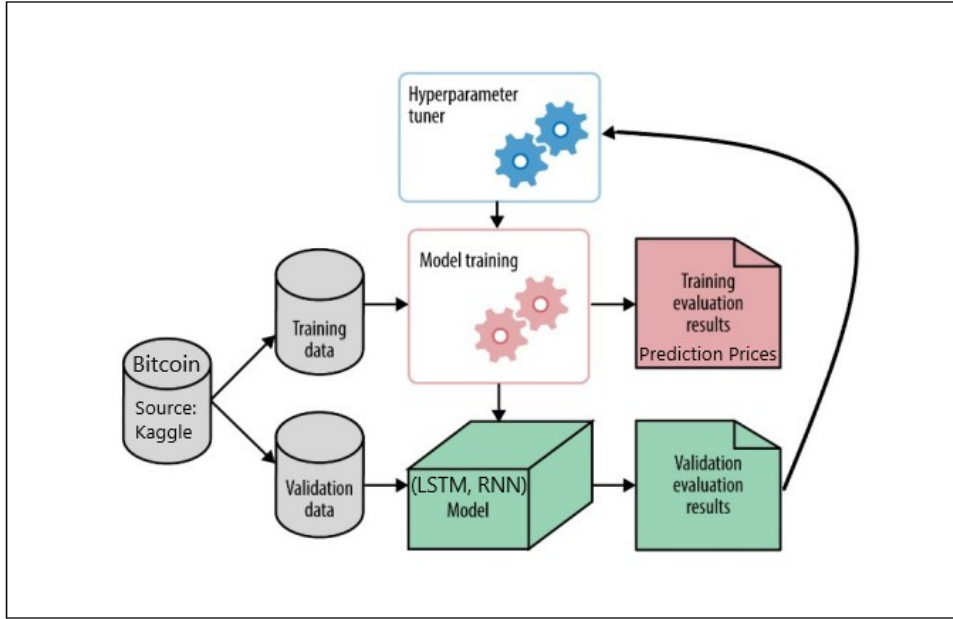 Hyperparameter
tuner
Model training
Training
data
Training
evaluation
results
Prediction Prices
Bitcoin
Source:
Kaggle
Validation
data
(LSTM, RNN)
Model
Validation
evaluation
results